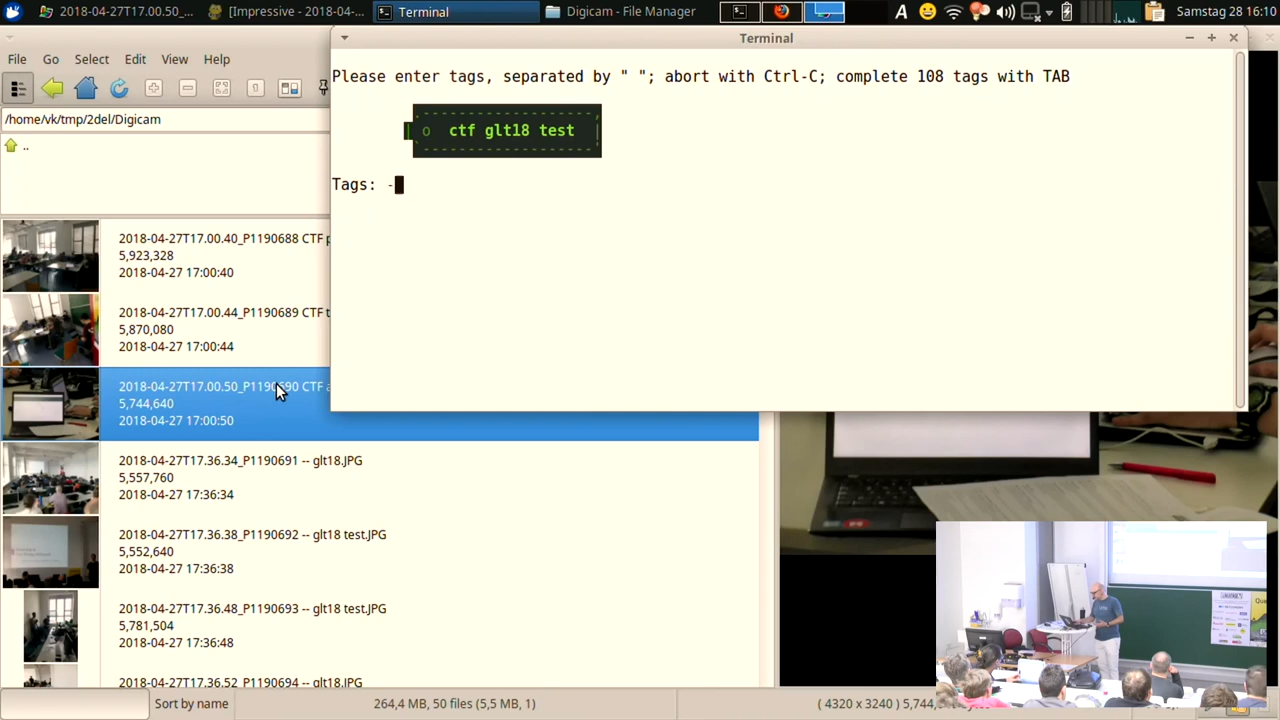 2018-04-27T17.00.50_...
[Impressive - 2018-04-...
Terminal
Digicam - File Manager
A
Samstag 28 16:10
Terminal
File Go Select Edit View Help
/home/vk/tmp/2del/Digicam
..
Please enter tags, separated by " "; abort with Ctrl-C; complete 108 tags with TAB
o ctf glt18 test
Tags: -
2018-04-27T17.00.40_P1190688 CTF
5,923,328
2018-04-27 17:00:40
2018-04-27T17.00.44_P1190689 CTF
5,870,080
2018-04-27 17:00:44
2018-04-27T17.00.50_P1190690 CTF
5,744,640
2018-04-27 17:00:50
2018-04-27T17.36.34_P1190691 -- glt18.JPG
5,557,760
2018-04-27 17:36:34
2018-04-27T17.36.38_P1190692 -- glt18 test.JPG
5,552,640
2018-04-27 17:36:38
2018-04-27T17.36.48_P1190693 -- glt18 test.JPG
5,781,504
2018-04-27 17:36:48
2018-04-27T17.36.52_P1190694 -- glt18.JPG
Sort by name
264,4 MB, 50 files (5,5 MB, 1)
( 4320 x 3240 ) 5,744,